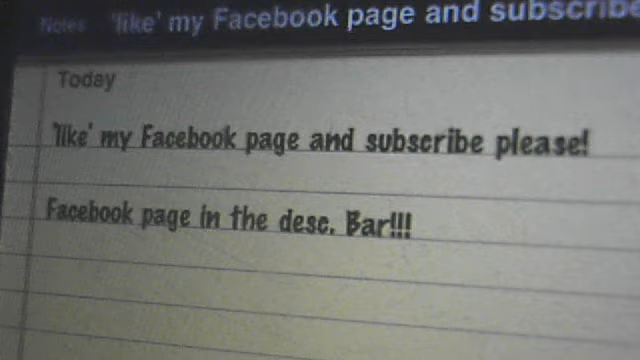 Notes 'like' my Facebook page and subscribe
Today
'like' my Facebook page and subscribe please!
Facebook page in the desc. Bar!!!